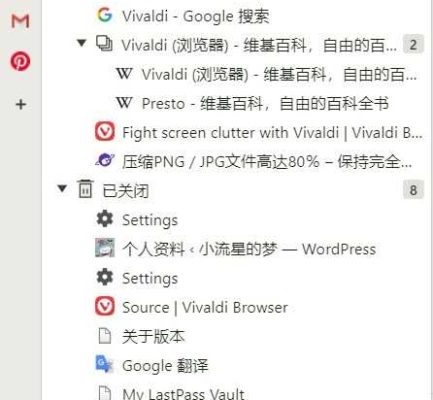 Vivaldi - Google 搜索
Vivaldi (浏览器) - 维基百科，自由的百... 2
Vivaldi (浏览器) - 维基百科，自由的百...
Presto - 维基百科，自由的百科全书
Fight screen clutter with Vivaldi | Vivaldi B...
压缩PNG / JPG文件高达80% – 保持完全...
已关闭 8
Settings
个人资料 ‹ 小流星的梦 — WordPress
Settings
Source | Vivaldi Browser
关于版本
Google 翻译
My LastPass Vault